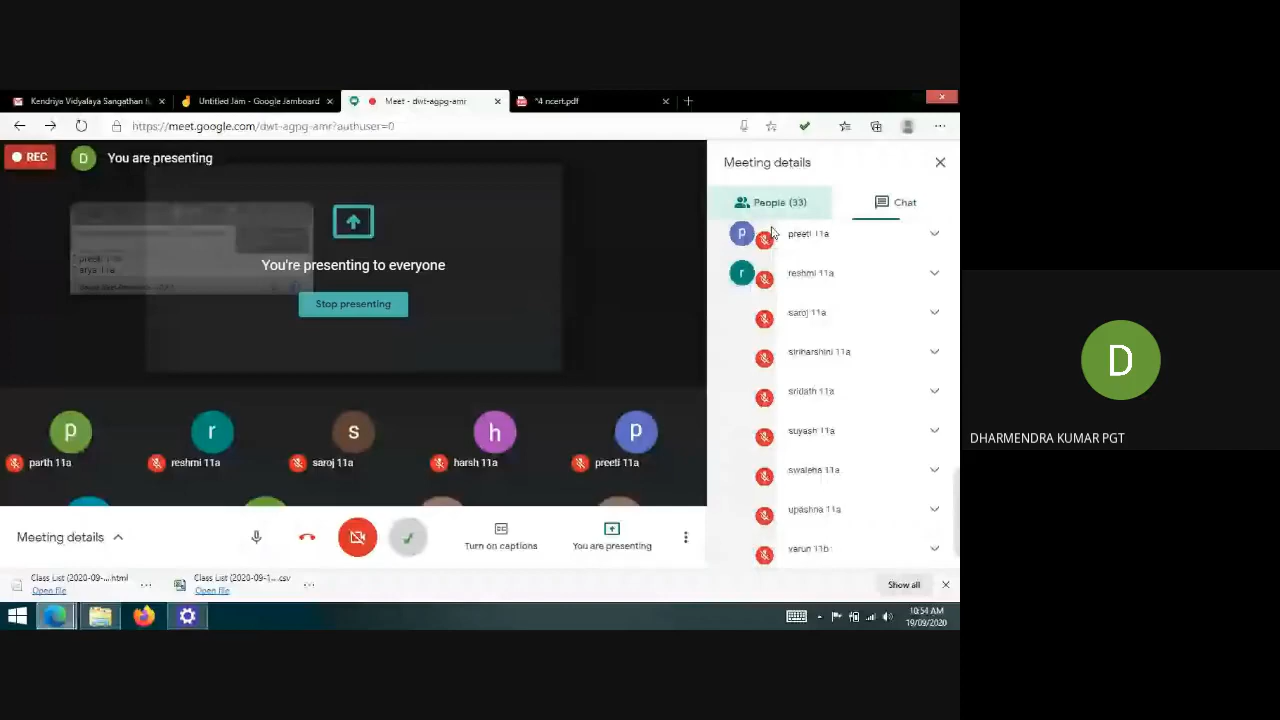 Kendriya Vidyalaya Sangathan
Untitled Jam - Google Jamboard
Meet - dwt-agpg-amr
*4 ncert.pdf
https://meet.google.com/dwt-agpg-amr?authuser=0
REC
D
You are presenting
You're presenting to everyone
Stop presenting
p
r
s
h
p
parth 11a
reshmi 11a
saroj 11a
harsh 11a
preeti 11a
Meeting details
People (33)
Chat
p
preeti 11a
r
reshmi 11a
saroj 11a
siriharshini 11a
sridath 11a
suyash 11a
swaleha 11a
upashna 11a
varun 11b
Meeting details
Turn on captions
You are presenting
Class List (2020-09-....html
Open file
Class List (2020-09-1....csv
Open file
Show all
10:54 AM
19/09/2020
D
DHARMENDRA KUMAR PGT